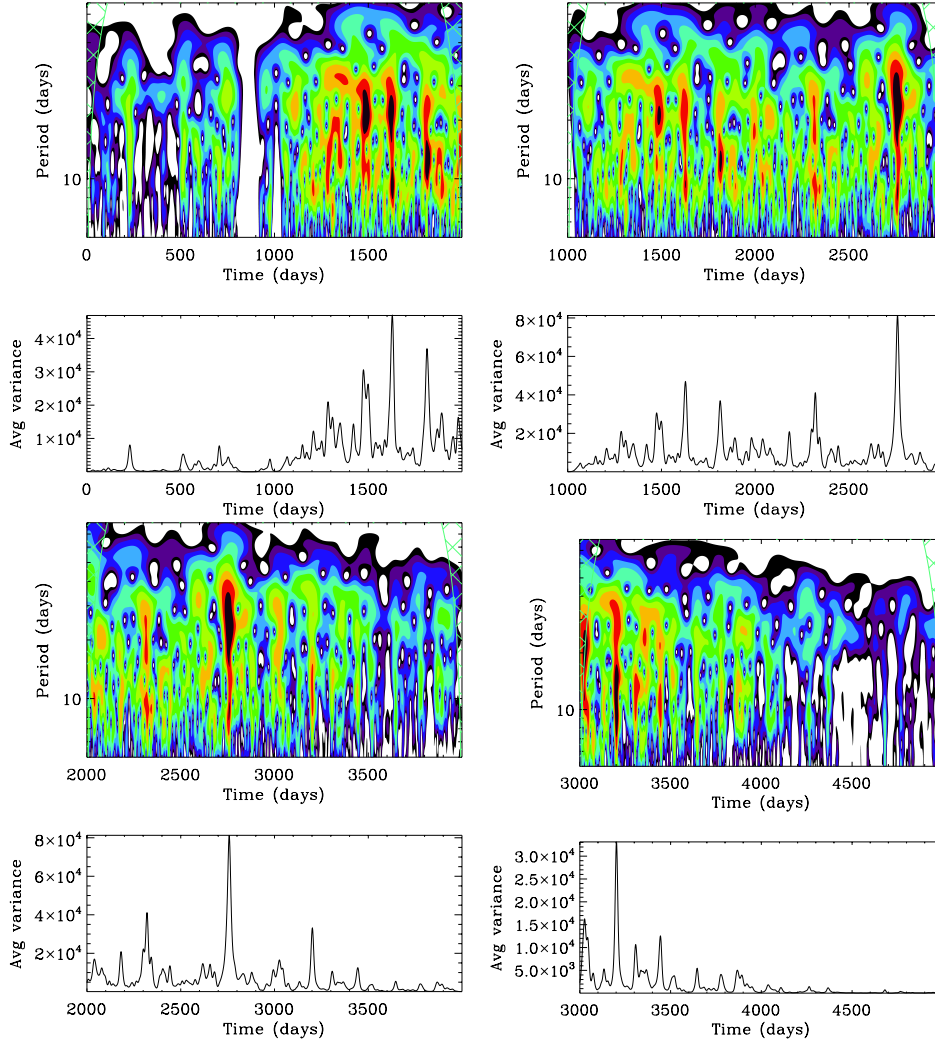 Period (days)
10
0 500 1000 1500
Time (days)
Period (days)
10
1000 1500 2000 2500
Time (days)
Avg variance
4×10⁴
3×10⁴
2×10⁴
1×10⁴
0 500 1000 1500
Time (days)
Avg variance
8×10⁴
6×10⁴
4×10⁴
2×10⁴
1000 1500 2000 2500
Time (days)
Period (days)
10
2000 2500 3000 3500
Time (days)
Period (days)
10
3000 3500 4000 4500
Time (days)
Avg variance
8×10⁴
6×10⁴
4×10⁴
2×10⁴
2000 2500 3000 3500
Time (days)
Avg variance
3.0×10⁴
2.5×10⁴
2.0×10⁴
1.5×10⁴
1.0×10⁴
5.0×10³
3000 3500 4000 4500
Time (days)